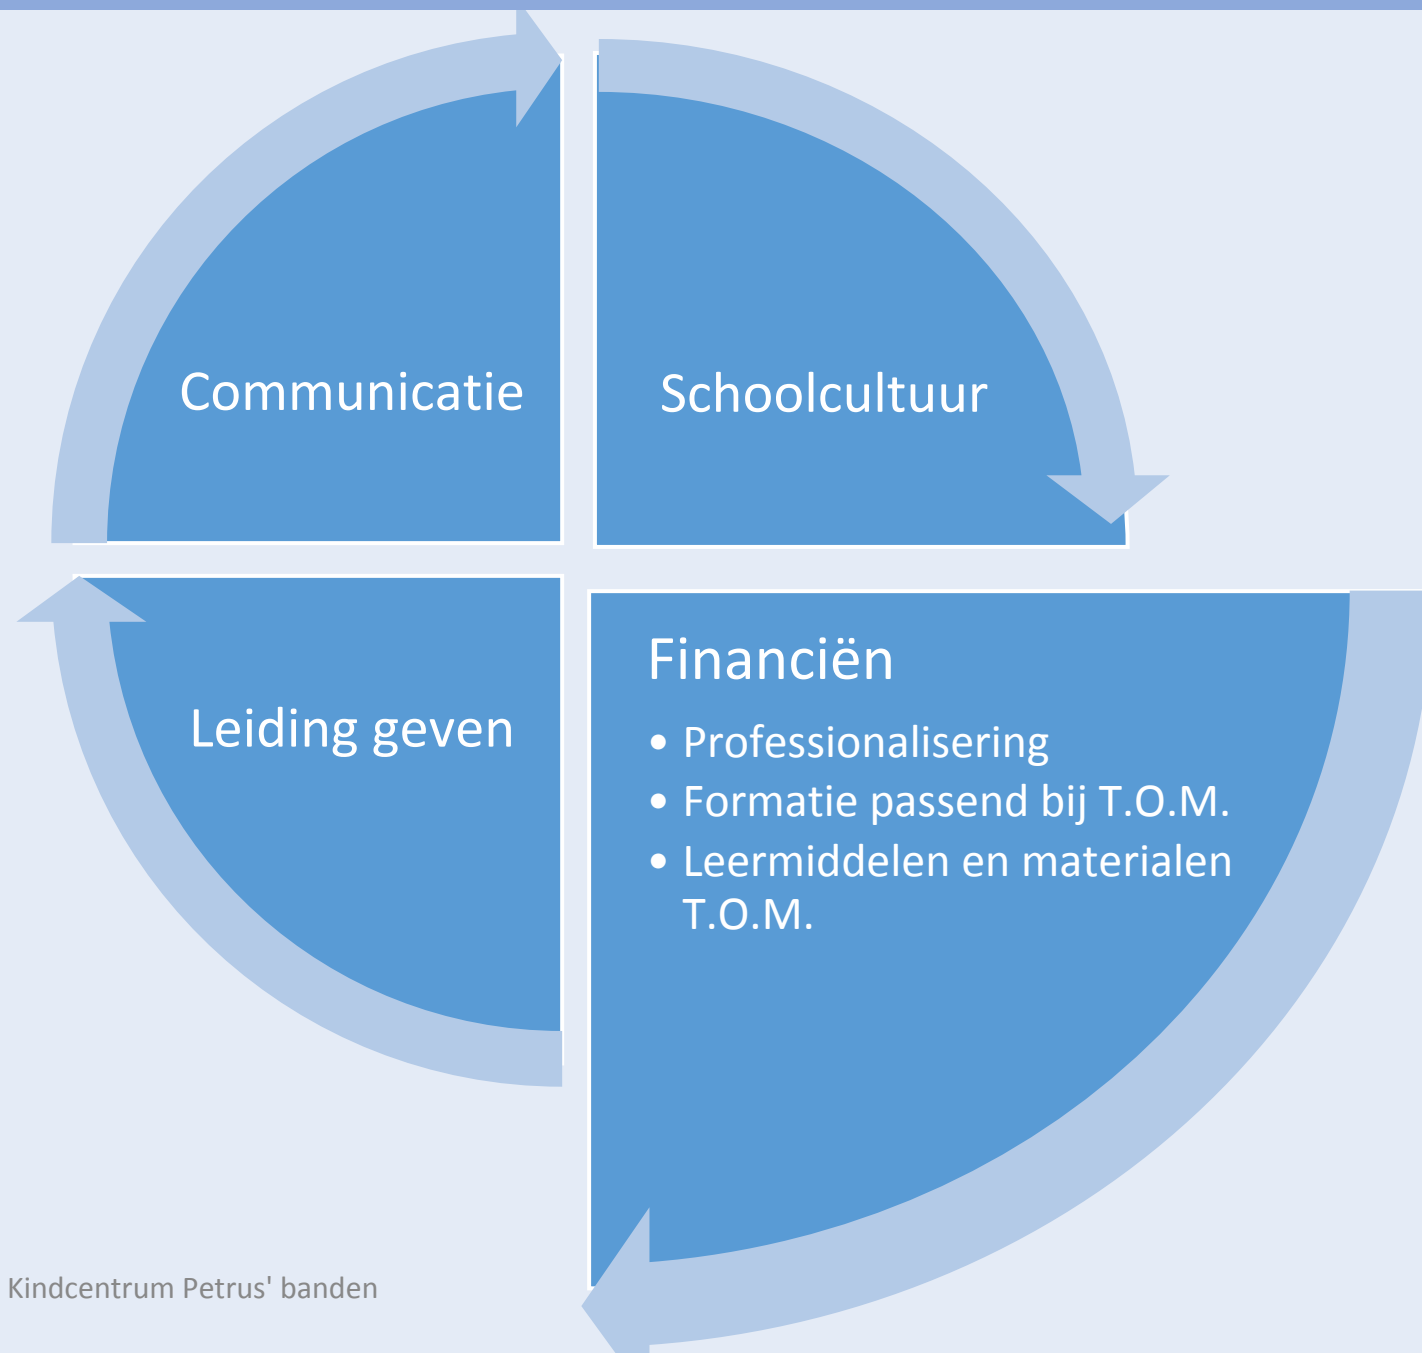 Communicatie
Schoolcultuur
Leiding geven
Financiën
• Professionalisering
• Formatie passend bij T.O.M.
• Leermiddelen en materialen
T.O.M.
Kindcentrum Petrus' banden